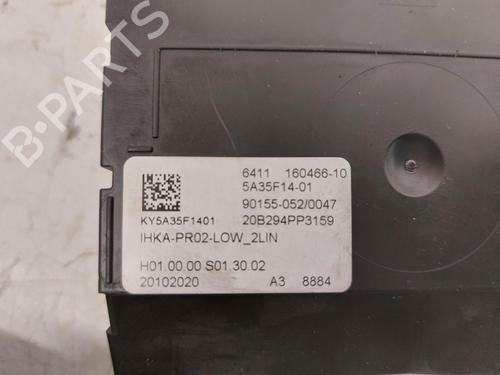 B-PARTS
6411 160466-10
5A35F14-01
90155-052/0047
KY5A35F1401 20B294PP3159
IHKA-PR02-LOW_2LIN
H01.00.00 S01.30.02
20102020 A3 8884